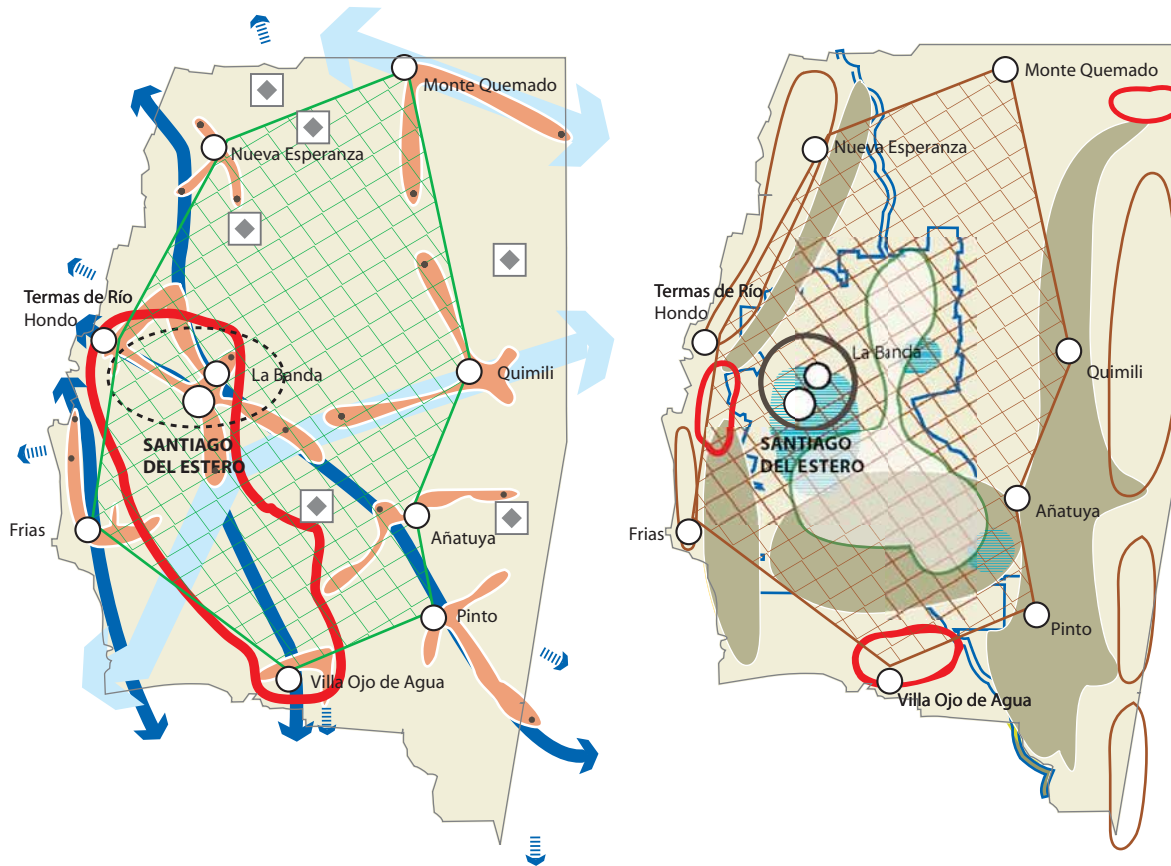 Monte Quemado
Nueva Esperanza
Termas de Río
Hondo
La Banda
Quimili
SANTIAGO
DEL ESTERO
Frias
Añatuya
Pinto
Villa Ojo de Agua
Monte Quemado
Nueva Esperanza
Termas de Río
Hondo
La Banda
Quimili
SANTIAGO
DEL ESTERO
Añatuya
Frias
Pinto
Villa Ojo de Agua